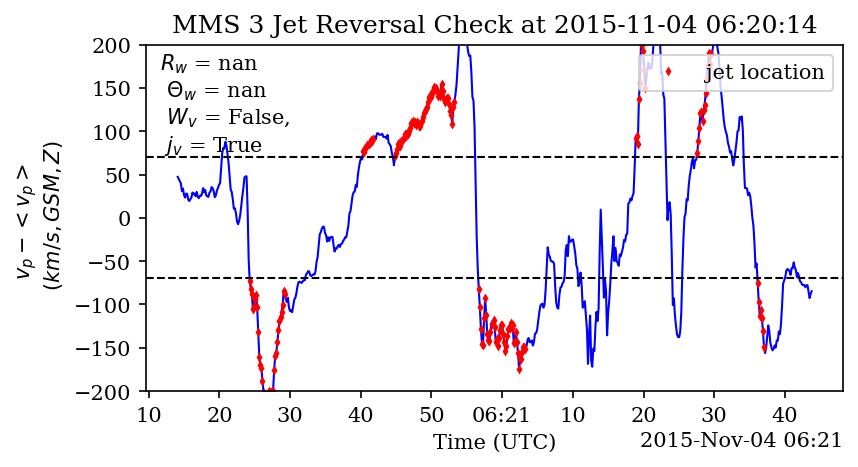 MMS 3 Jet Reversal Check at 2015-11-04 06:20:14
R_w = nan
Θ_w = nan
W_v = False,
j_v = True
jet location
v_p − < v_p >
(km/s, GSM, Z)
200
150
100
50
0
−50
−100
−150
−200
10 20 30 40 50 06:21 10 20 30 40
Time (UTC)
2015-Nov-04 06:21